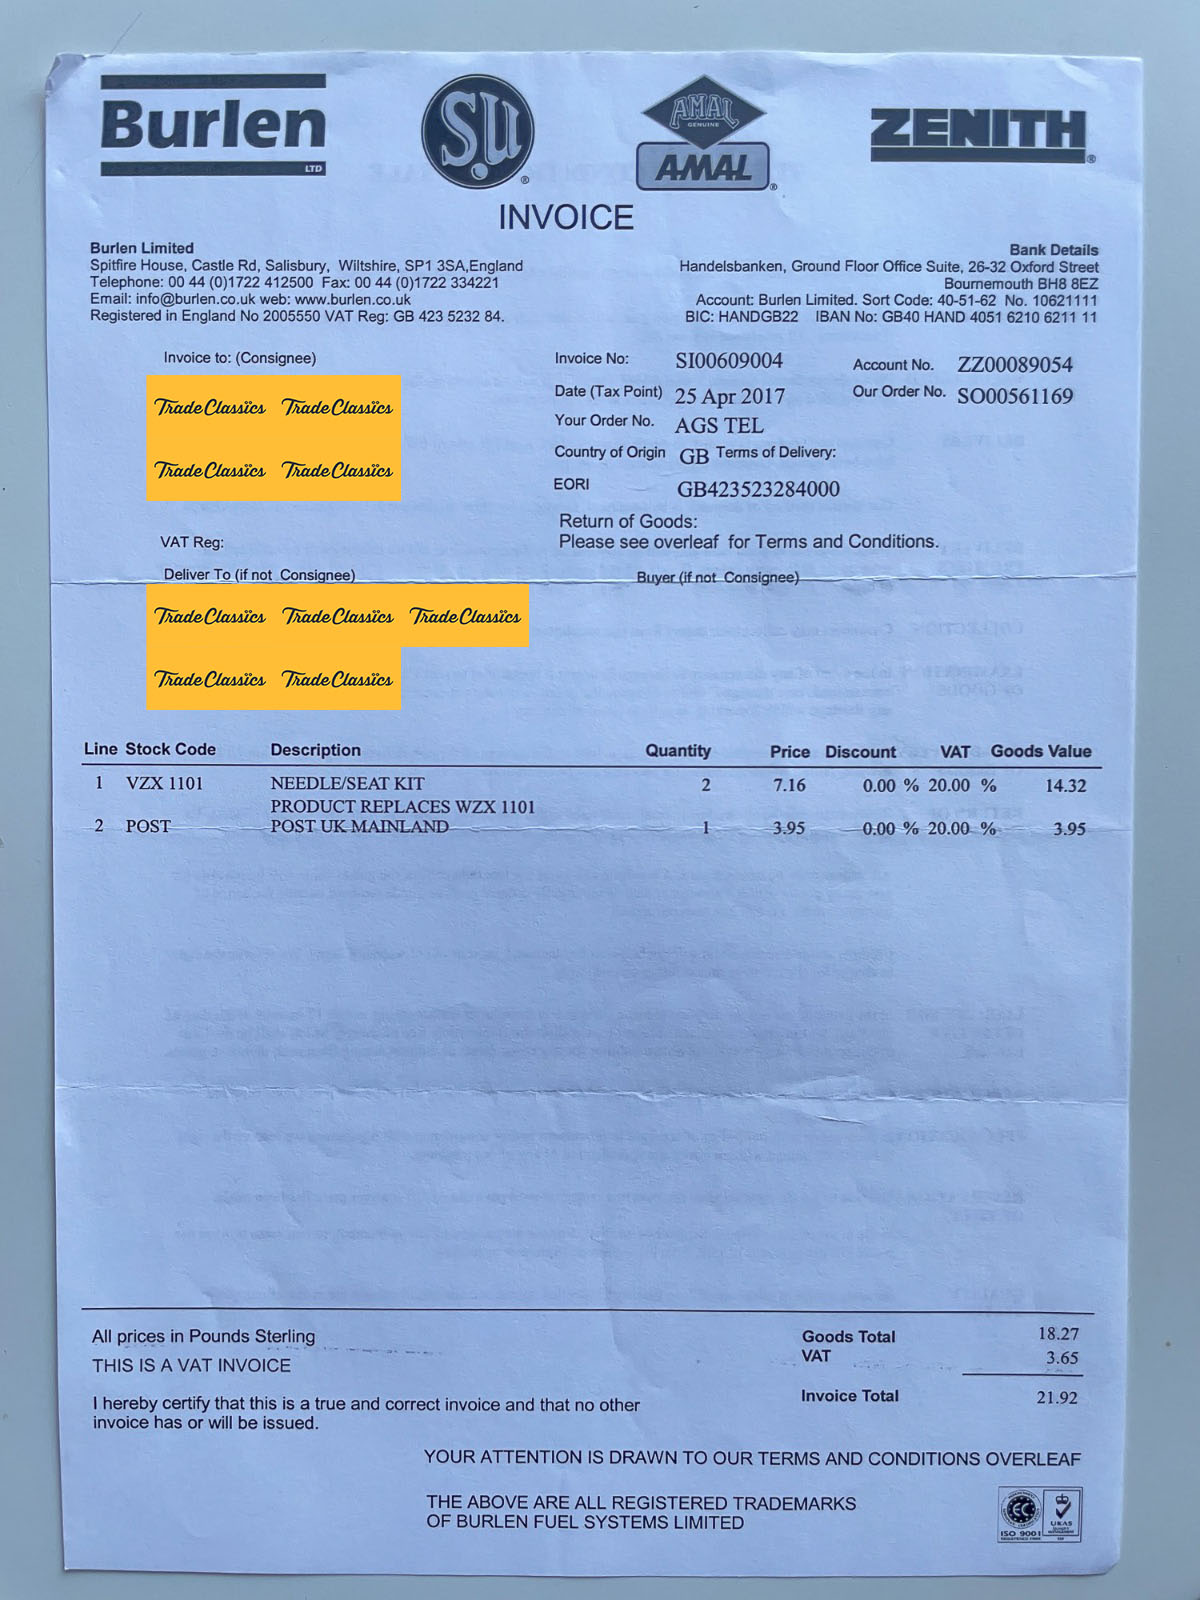 Burlen
LTD
S.U
®
AMAL
GENUINE
AMAL
®
ZENITH
®
INVOICE
Burlen Limited
Spitfire House, Castle Rd, Salisbury, Wiltshire, SP1 3SA,England
Telephone: 00 44 (0)1722 412500 Fax: 00 44 (0)1722 334221
Email: info@burlen.co.uk web: www.burlen.co.uk
Registered in England No 2005550 VAT Reg: GB 423 5232 84.
Bank Details
Handelsbanken, Ground Floor Office Suite, 26-32 Oxford Street
Bournemouth BH8 8EZ
Account: Burlen Limited. Sort Code: 40-51-62 No. 10621111
BIC: HANDGB22 IBAN No: GB40 HAND 4051 6210 6211 11
Invoice to: (Consignee)
Trade Classics Trade Classics
Trade Classics Trade Classics
VAT Reg:
Invoice No: SI00609004 Account No. ZZ00089054
Date (Tax Point) 25 Apr 2017 Our Order No. SO00561169
Your Order No. AGS TEL
Country of Origin GB Terms of Delivery:
EORI GB423523284000
Return of Goods:
Please see overleaf for Terms and Conditions.
Deliver To (if not Consignee) Buyer (if not Consignee)
Trade Classics Trade Classics Trade Classics
Trade Classics Trade Classics
Line Stock Code Description Quantity Price Discount VAT Goods Value
1 VZX 1101 NEEDLE/SEAT KIT 2 7.16 0.00 % 20.00 % 14.32
PRODUCT REPLACES WZX 1101
2 POST POST UK MAINLAND 1 3.95 0.00 % 20.00 % 3.95
All prices in Pounds Sterling
THIS IS A VAT INVOICE
Goods Total 18.27
VAT 3.65
Invoice Total 21.92
I hereby certify that this is a true and correct invoice and that no other
invoice has or will be issued.
YOUR ATTENTION IS DRAWN TO OUR TERMS AND CONDITIONS OVERLEAF
THE ABOVE ARE ALL REGISTERED TRADEMARKS
OF BURLEN FUEL SYSTEMS LIMITED
EC
ISO 9001
UKAS